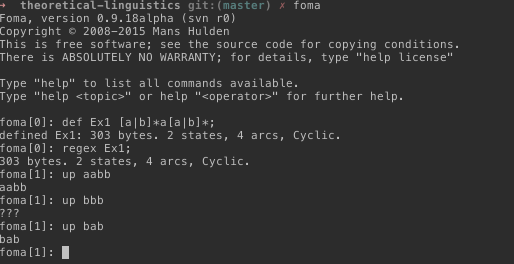 ➜  theoretical-linguistics git:(master) ✗ foma
Foma, version 0.9.18alpha (svn r0)
Copyright © 2008-2015 Mans Hulden
This is free software; see the source code for copying conditions.
There is ABSOLUTELY NO WARRANTY; for details, type "help license"

Type "help" to list all commands available.
Type "help <topic>" or help "<operator>" for further help.

foma[0]: def Ex1 [a|b]*a[a|b]*;
defined Ex1: 303 bytes. 2 states, 4 arcs, Cyclic.
foma[0]: regex Ex1;
303 bytes. 2 states, 4 arcs, Cyclic.
foma[1]: up aabb
aabb
foma[1]: up bbb
???
foma[1]: up bab
bab
foma[1]: